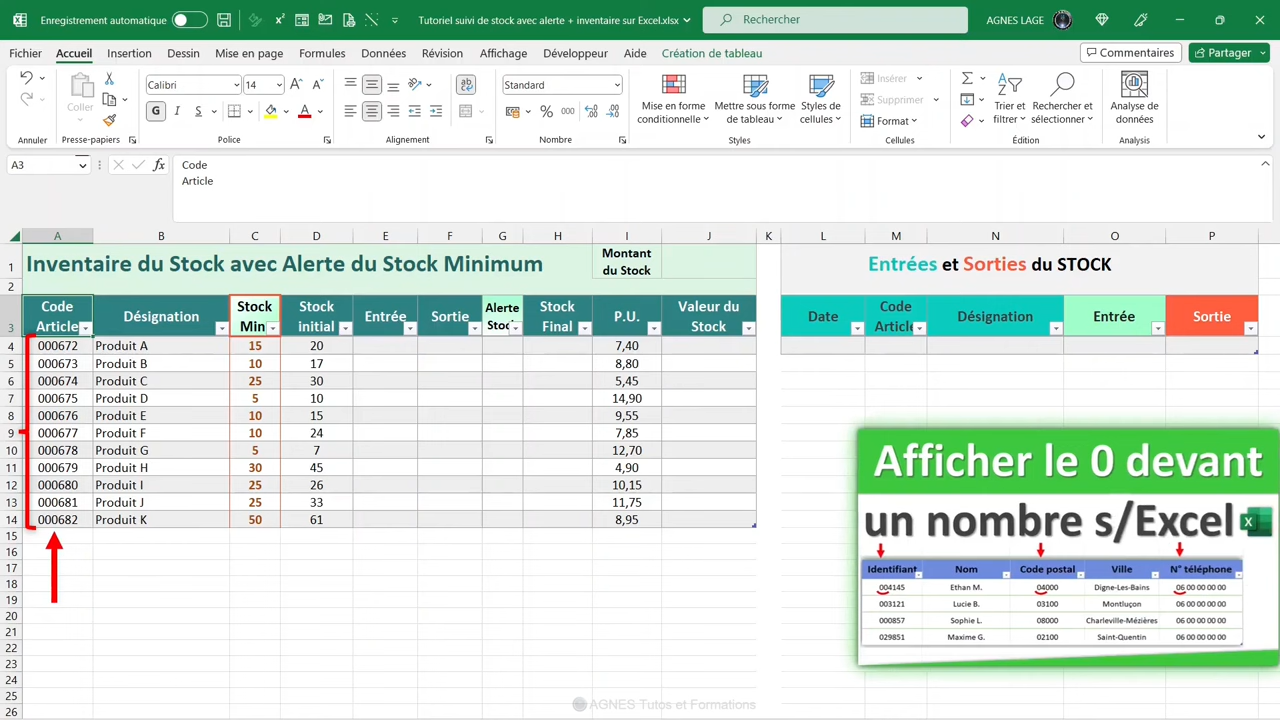 Enregistrement automatique
Tutoriel suivi de stock avec alerte + inventaire sur Excel.xlsx
Rechercher
AGNES LAGE
Fichier Accueil Insertion Dessin Mise en page Formules Données Révision Affichage Développeur Aide Création de tableau
Commentaires
Partager
Coller
Calibri 14
G I S
Standard
% 000
Mise en forme conditionnelle
Mettre sous forme de tableau
Styles de cellules
Insérer
Supprimer
Format
Trier et filtrer
Rechercher et sélectionner
Analyse de données
Annuler Presse-papiers Police Alignement Nombre Styles Cellules Édition Analysis
A3
fx
Code
Article
A B C D E F G H I J K L M N O P
1 Inventaire du Stock avec Alerte du Stock Minimum Montant du Stock Entrées et Sorties du STOCK
2
3 Code Article Désignation Stock Min Stock initial Entrée Sortie Alerte Stoc Stock Final P.U. Valeur du Stock Date Code Article Désignation Entrée Sortie
4 000672 Produit A 15 20 7,40
5 000673 Produit B 10 17 8,80
6 000674 Produit C 25 30 5,45
7 000675 Produit D 5 10 14,90
8 000676 Produit E 10 15 9,55
9 000677 Produit F 10 24 7,85
10 000678 Produit G 5 7 12,70
11 000679 Produit H 30 45 4,90
12 000680 Produit I 25 26 10,15
13 000681 Produit J 25 33 11,75
14 000682 Produit K 50 61 8,95
15
16
17
18
19
20
21
22
23
24
25
26
Afficher le 0 devant
un nombre s/Excel
Identifiant Nom Code postal Ville N° téléphone
004145 Ethan M. 04000 Digne-Les-Bains 06 00 00 00 00
003121 Lucie B. 03100 Montluçon 06 00 00 00 00
000857 Sophie L. 08000 Charleville-Mézières 06 00 00 00 00
029851 Maxime G. 02100 Saint-Quentin 06 00 00 00 00
AGNES Tutos et Formations